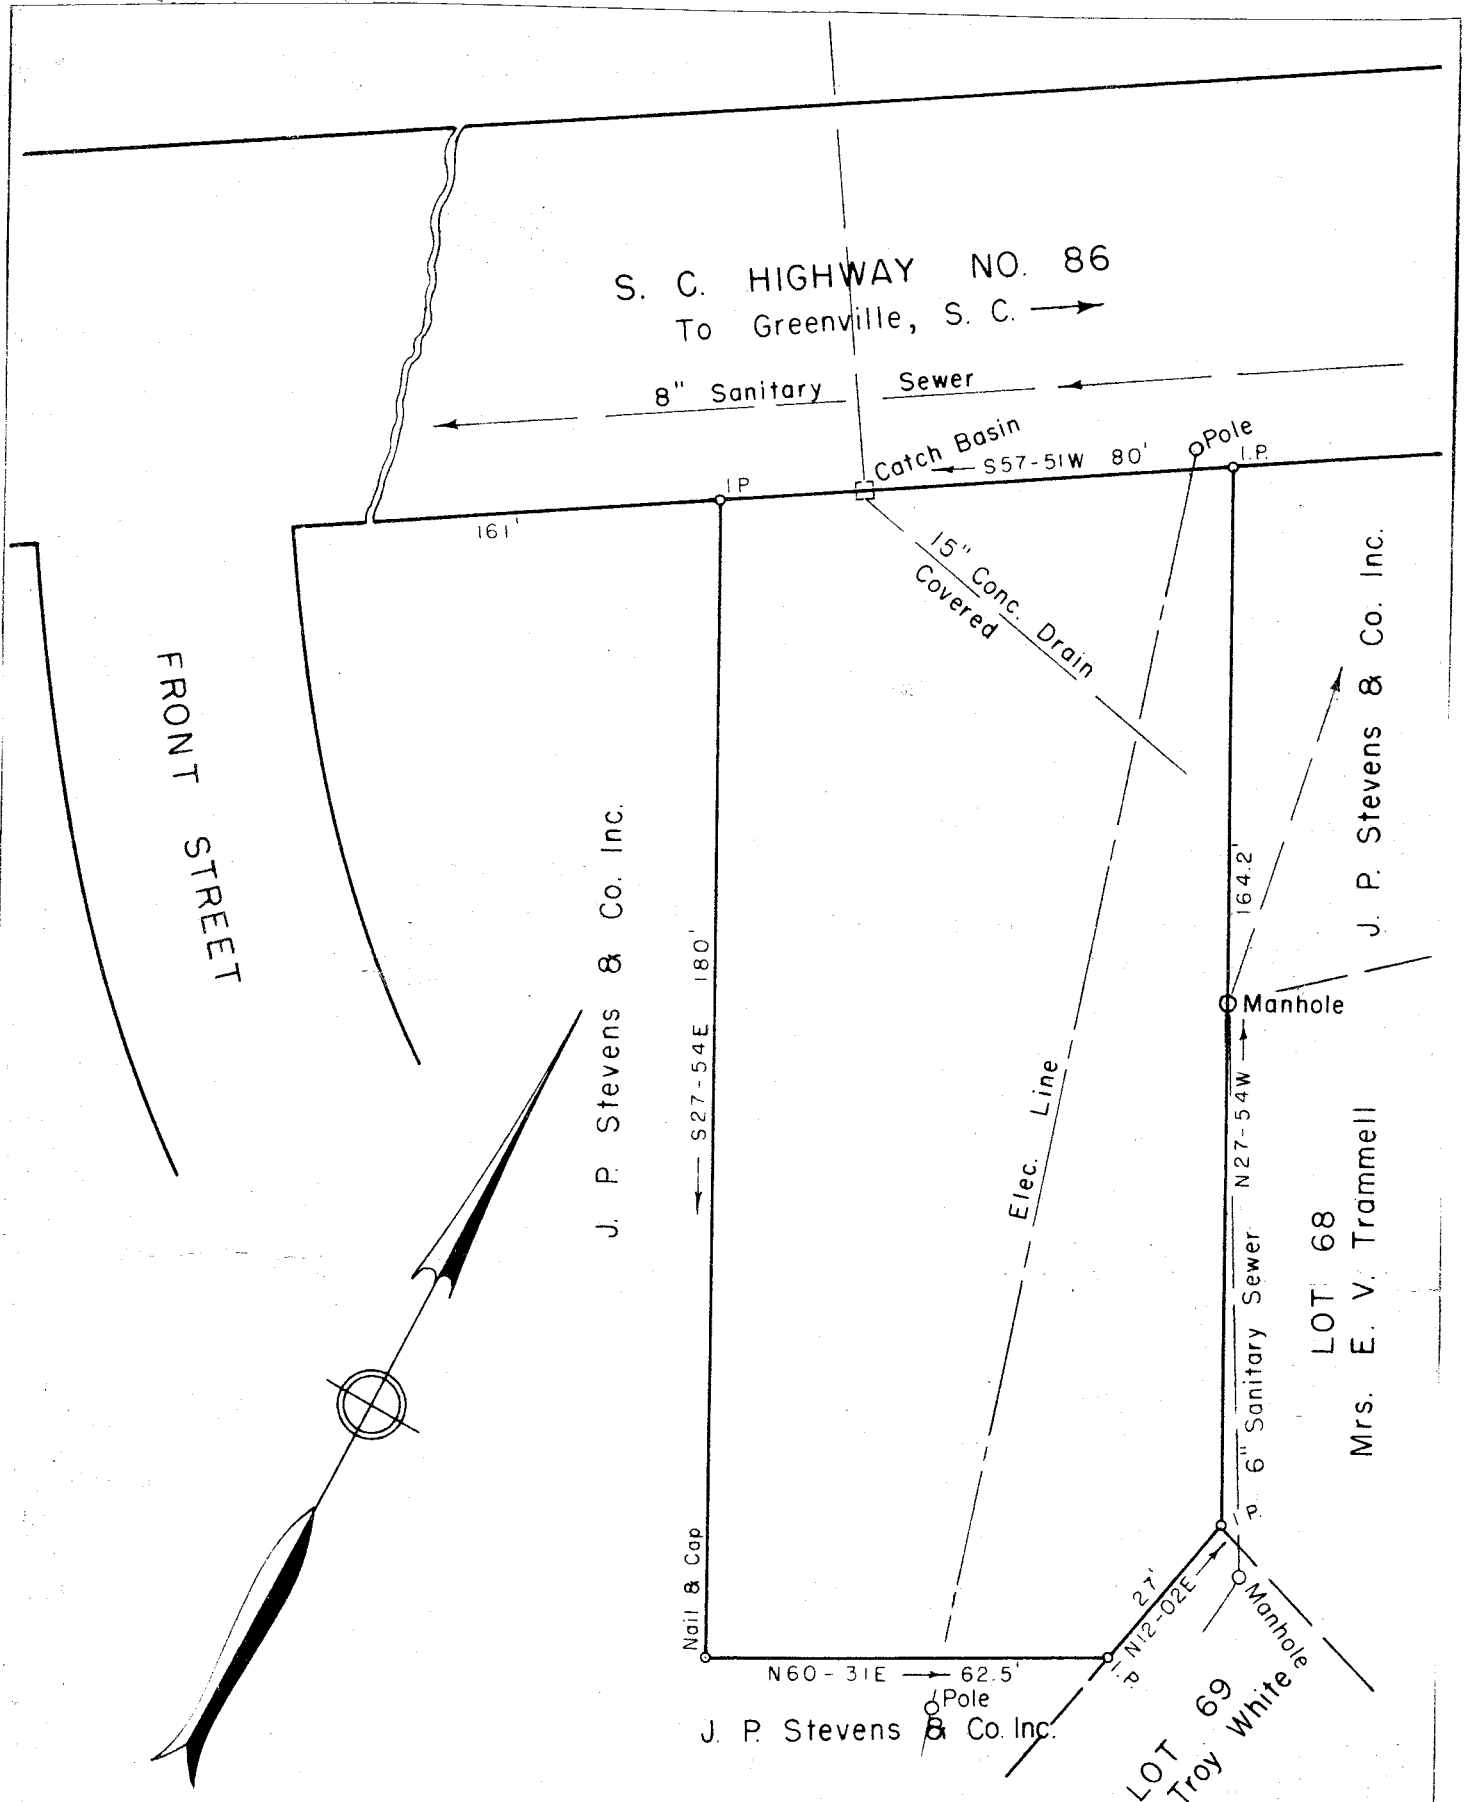 S. C. HIGHWAY NO. 86
To Greenville, S. C.
8" Sanitary Sewer
Catch Basin
S57-51W 80'
Pole
I.P.
I P
161'
15" Conc. Drain
Covered
FRONT STREET
J. P. Stevens & Co. Inc.
S27-54E 180'
Elec. Line
164.2'
J. P. Stevens & Co. Inc.
Manhole
N27-54W
6" Sanitary Sewer
LOT 68
Mrs. E. V. Trammell
Nail & Cap
I P.
27'
N12-02E
Manhole
N60-31E 62.5'
I.P.
Pole
J. P. Stevens & Co. Inc.
LOT 69
Troy White